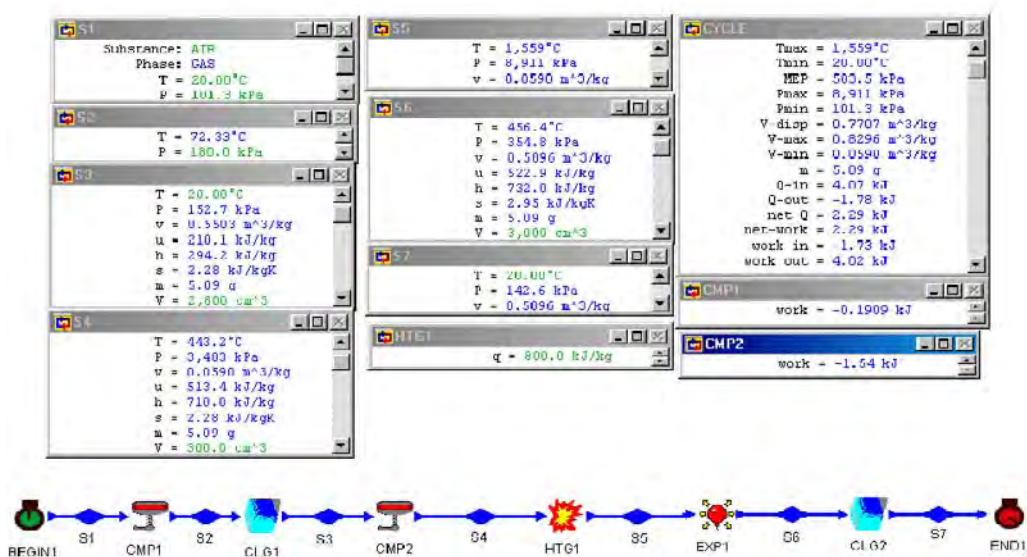 S1
Substance: AIR
Phase: GAS
T = 20.00°C
P = 101.3 kPa
S2
T = 72.33°C
P = 180.0 kPa
S3
T = 20.00°C
P = 152.7 kPa
v = 0.5503 m^3/kg
u = 210.1 kJ/kg
h = 294.2 kJ/kg
s = 2.28 kJ/kgK
m = 5.09 g
V = 2,800 cm^3
S4
T = 443.2°C
P = 3,483 kPa
v = 0.0590 m^3/kg
u = 513.4 kJ/kg
h = 718.8 kJ/kg
s = 2.28 kJ/kgK
m = 5.09 g
V = 300.0 cm^3
S5
T = 1,559°C
P = 8,911 kPa
v = 0.0590 m^3/kg
S6
T = 456.4°C
P = 354.8 kPa
v = 0.5896 m^3/kg
u = 522.9 kJ/kg
h = 732.0 kJ/kg
s = 2.95 kJ/kgK
m = 5.09 g
V = 3,000 cm^3
S7
T = 20.00°C
P = 142.6 kPa
v = 0.5896 m^3/kg
HTG1
q = 800.0 kJ/kg
CYCLE
Tmax = 1,559°C
Tmin = 20.00°C
MEP = 583.5 kPa
Pmax = 8,911 kPa
Pmin = 101.3 kPa
V-disp = 0.7707 m^3/kg
V-max = 0.8296 m^3/kg
V-min = 0.0590 m^3/kg
m = 5.09 g
Q-in = 4.07 kJ
Q-out = -1.78 kJ
net Q = 2.29 kJ
net-work = 2.29 kJ
work in = -1.73 kJ
work out = 4.02 kJ
CMP1
work = -0.1909 kJ
CMP2
work = -1.54 kJ
BEGIN1 S1 CMP1 S2 CLG1 S3 CMP2 S4 HTG1 S5 EXP1 S6 CLG2 S7 END1